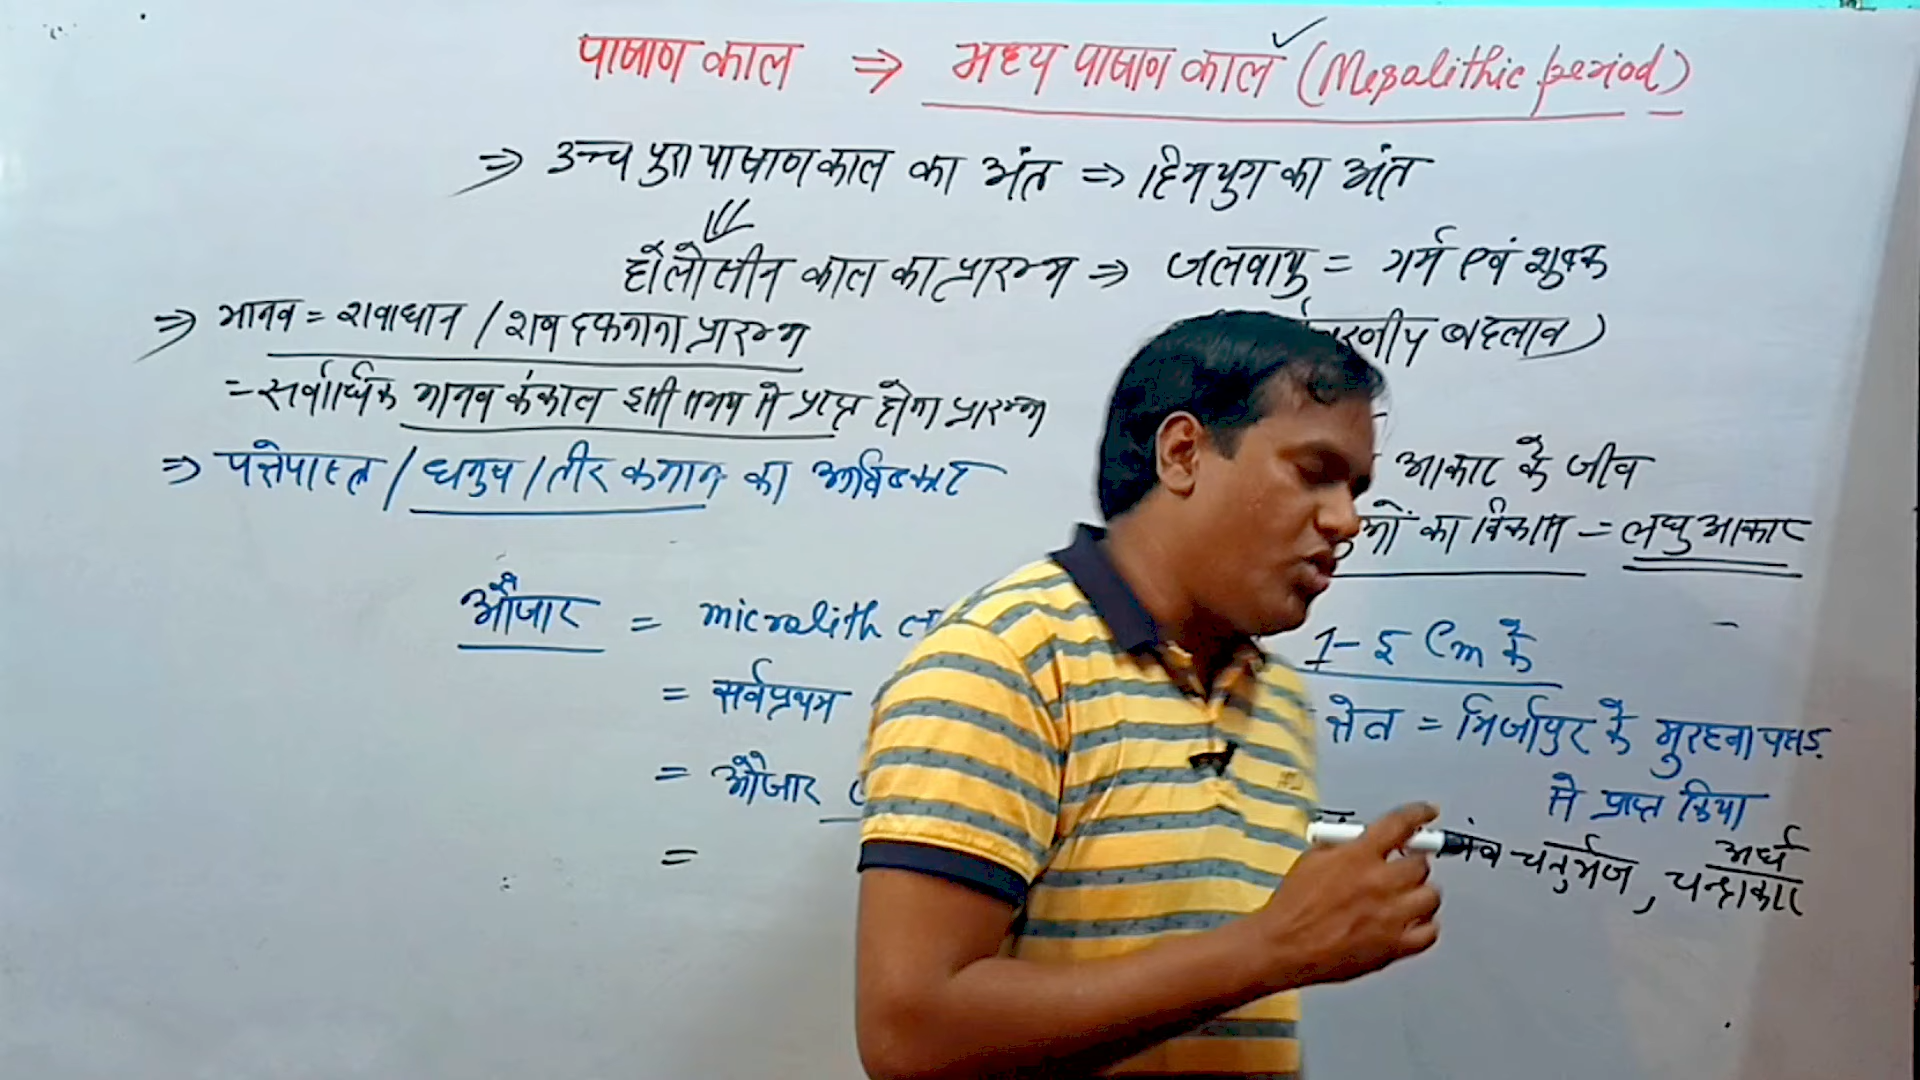 पाषाण काल ⇒ मध्य पाषाण काल (Mesolithic period)
⇒ उच्च पुरा पाषाण काल का अंत ⇒ हिमयुग का अंत
होलोसीन काल का प्रारम्भ ⇒ जलवायु = गर्म एवं शुष्क
बदलाव)
⇒ मानव = शवाधान / शव दफनाना प्रारम्भ
= सर्वाधिक मानव कंकाल इसी समय से प्राप्त होना प्रारम्भ
आकार के जीव
⇒ / धनुष / तीर कमान का आविष्कार
का विकास = लघु आकार
औजार = microlith 1-5 cm के
= सर्वप्रथम = मिर्जापुर के मुरहना पहाड़
से प्राप्त किया
= औजार चतुर्भुज, अर्ध चन्द्राकार
=